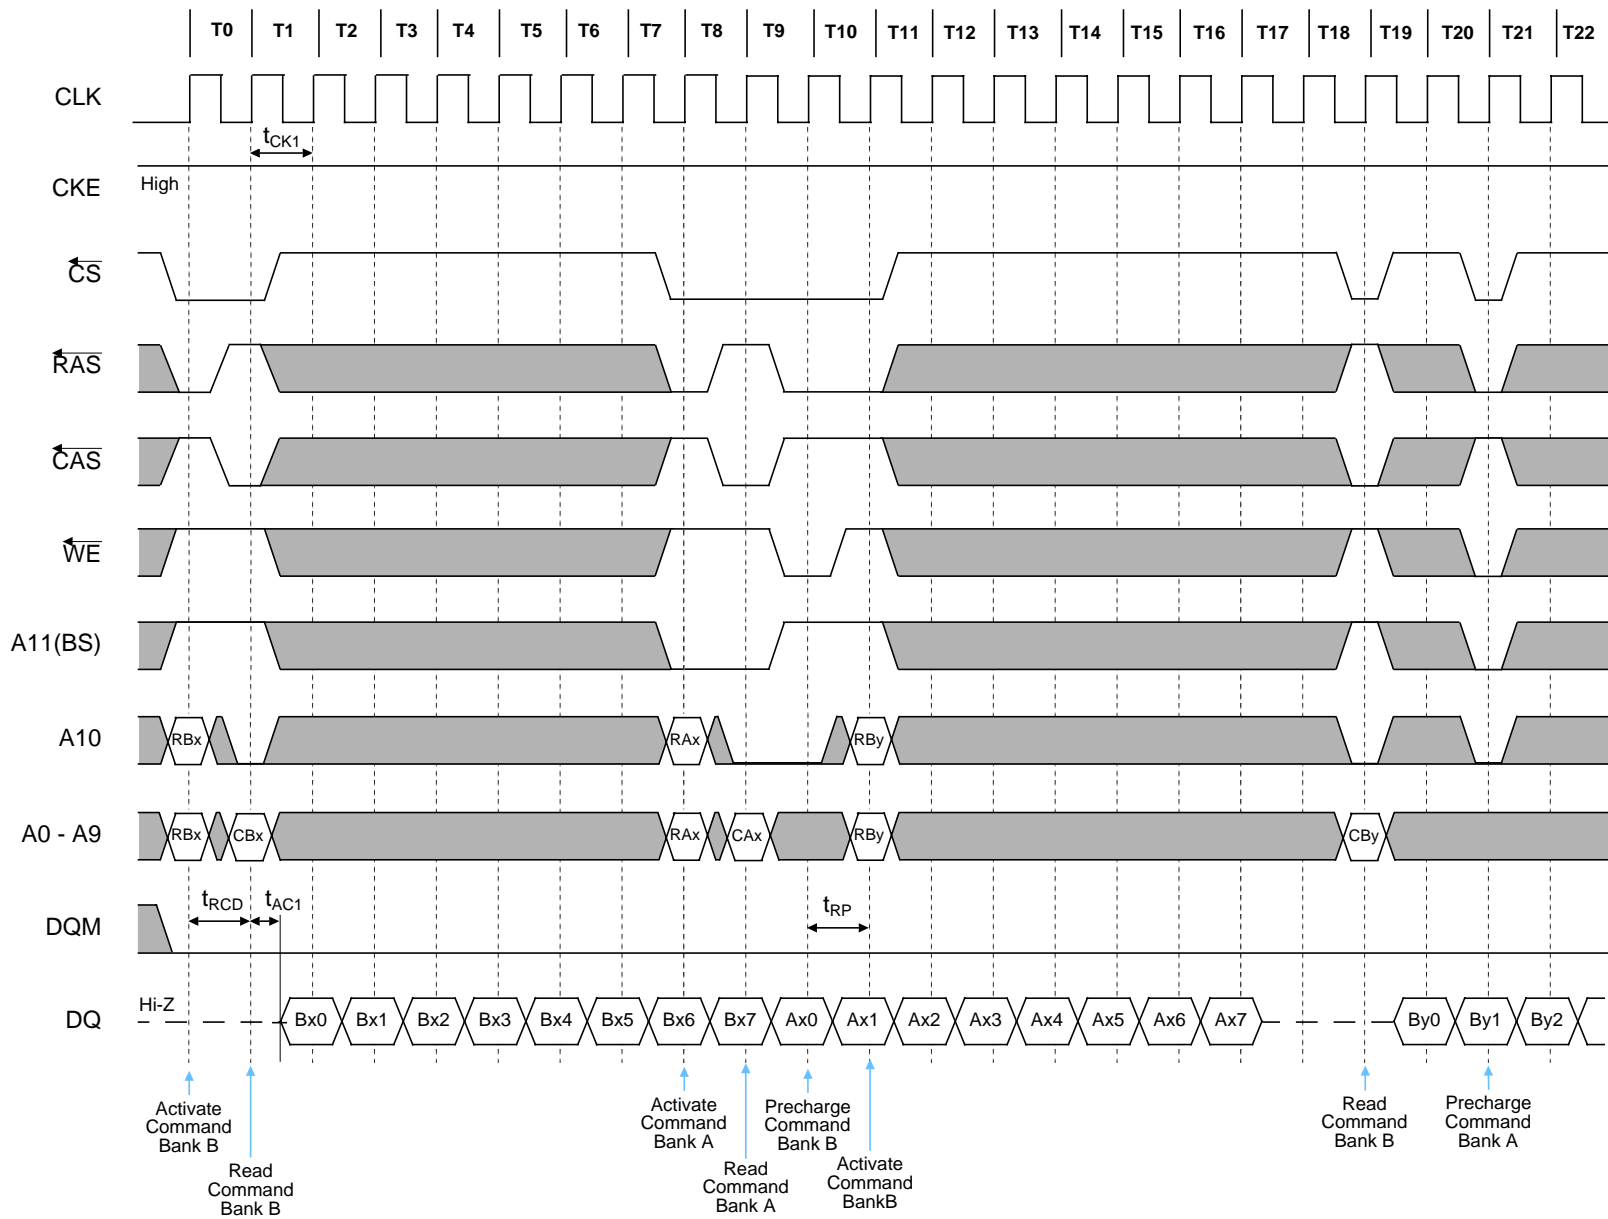 T0 T1 T2 T3 T4 T5 T6 T7 T8 T9 T10 T11 T12 T13 T14 T15 T16 T17 T18 T19 T20 T21 T22
CLK
tCK1
CKE
High
CS
RAS
CAS
WE
A11(BS)
A10
RBx RAx RBy
A0 - A9
RBx CBx RAx CAx RBy CBy
tRCD tAC1 tRP
DQM
Hi-Z
DQ
Bx0 Bx1 Bx2 Bx3 Bx4 Bx5 Bx6 Bx7 Ax0 Ax1 Ax2 Ax3 Ax4 Ax5 Ax6 Ax7 By0 By1 By2
Activate
Command
Bank B
Read
Command
Bank B
Activate
Command
Bank A
Read
Command
Bank A
Precharge
Command
Bank B
Activate
Command
BankB
Read
Command
Bank B
Precharge
Command
Bank A